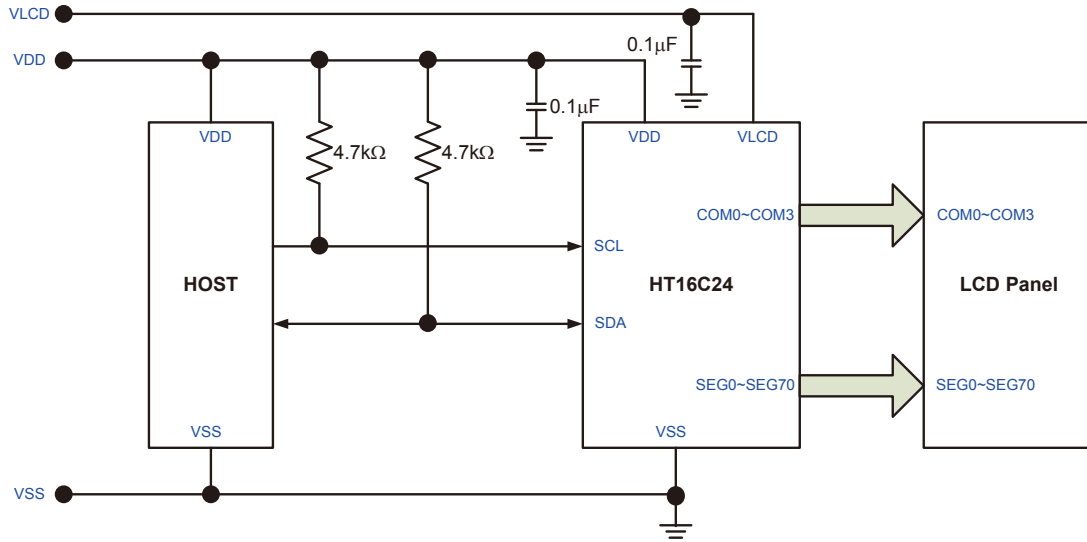 VLCD
0.1μF
VDD
0.1μF
VDD
4.7kΩ
4.7kΩ
VDD
VLCD
COM0~COM3
COM0~COM3
SCL
HOST
HT16C24
LCD Panel
SDA
SEG0~SEG70
SEG0~SEG70
VSS
VSS
VSS